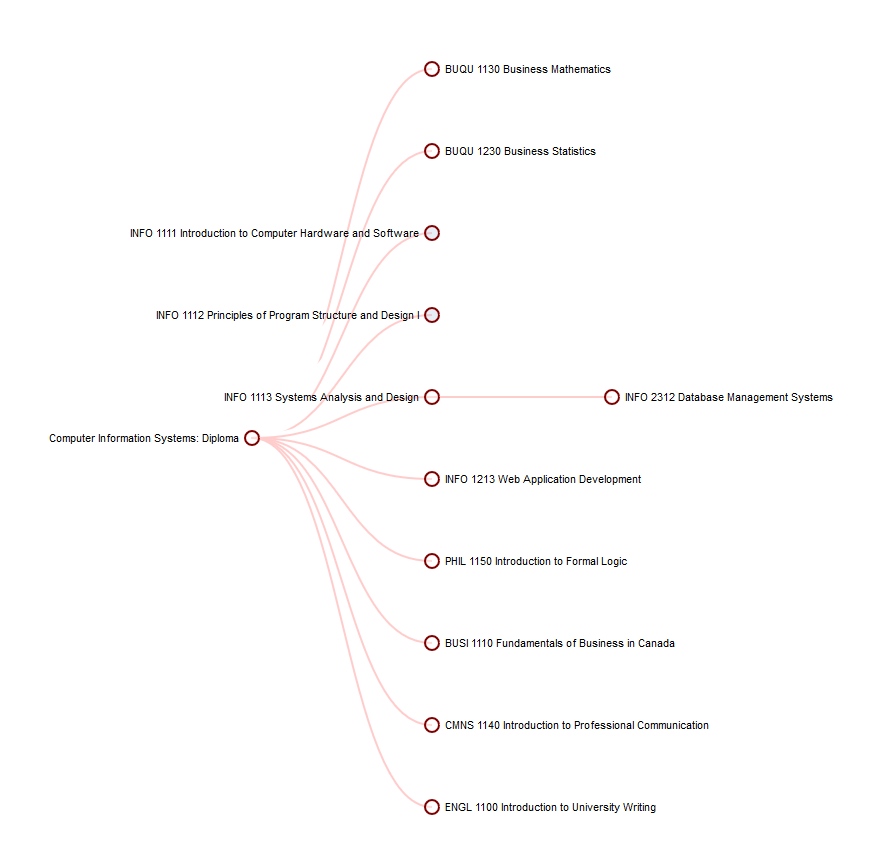 BUQU 1130 Business Mathematics
BUQU 1230 Business Statistics
INFO 1111 Introduction to Computer Hardware and Software
INFO 1112 Principles of Program Structure and Design I
INFO 1113 Systems Analysis and Design
INFO 2312 Database Management Systems
Computer Information Systems: Diploma
INFO 1213 Web Application Development
PHIL 1150 Introduction to Formal Logic
BUSI 1110 Fundamentals of Business in Canada
CMNS 1140 Introduction to Professional Communication
ENGL 1100 Introduction to University Writing